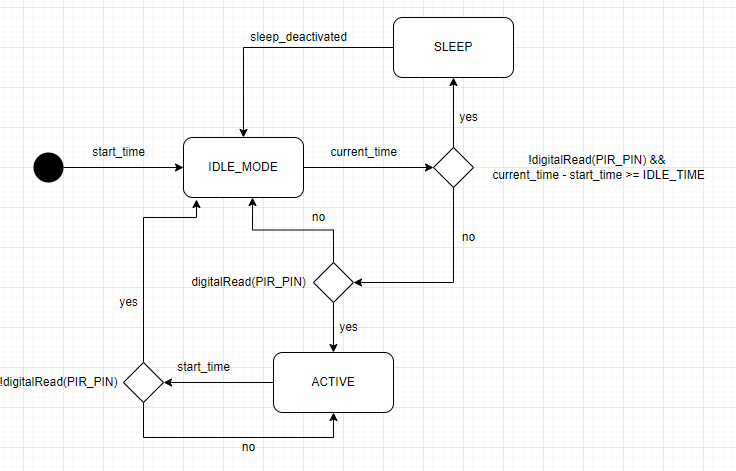 sleep_deactivated
SLEEP
yes
start_time
IDLE_MODE
current_time
!digitalRead(PIR_PIN) &&
current_time - start_time >= IDLE_TIME
no
no
digitalRead(PIR_PIN)
yes
yes
start_time
!digitalRead(PIR_PIN)
ACTIVE
no